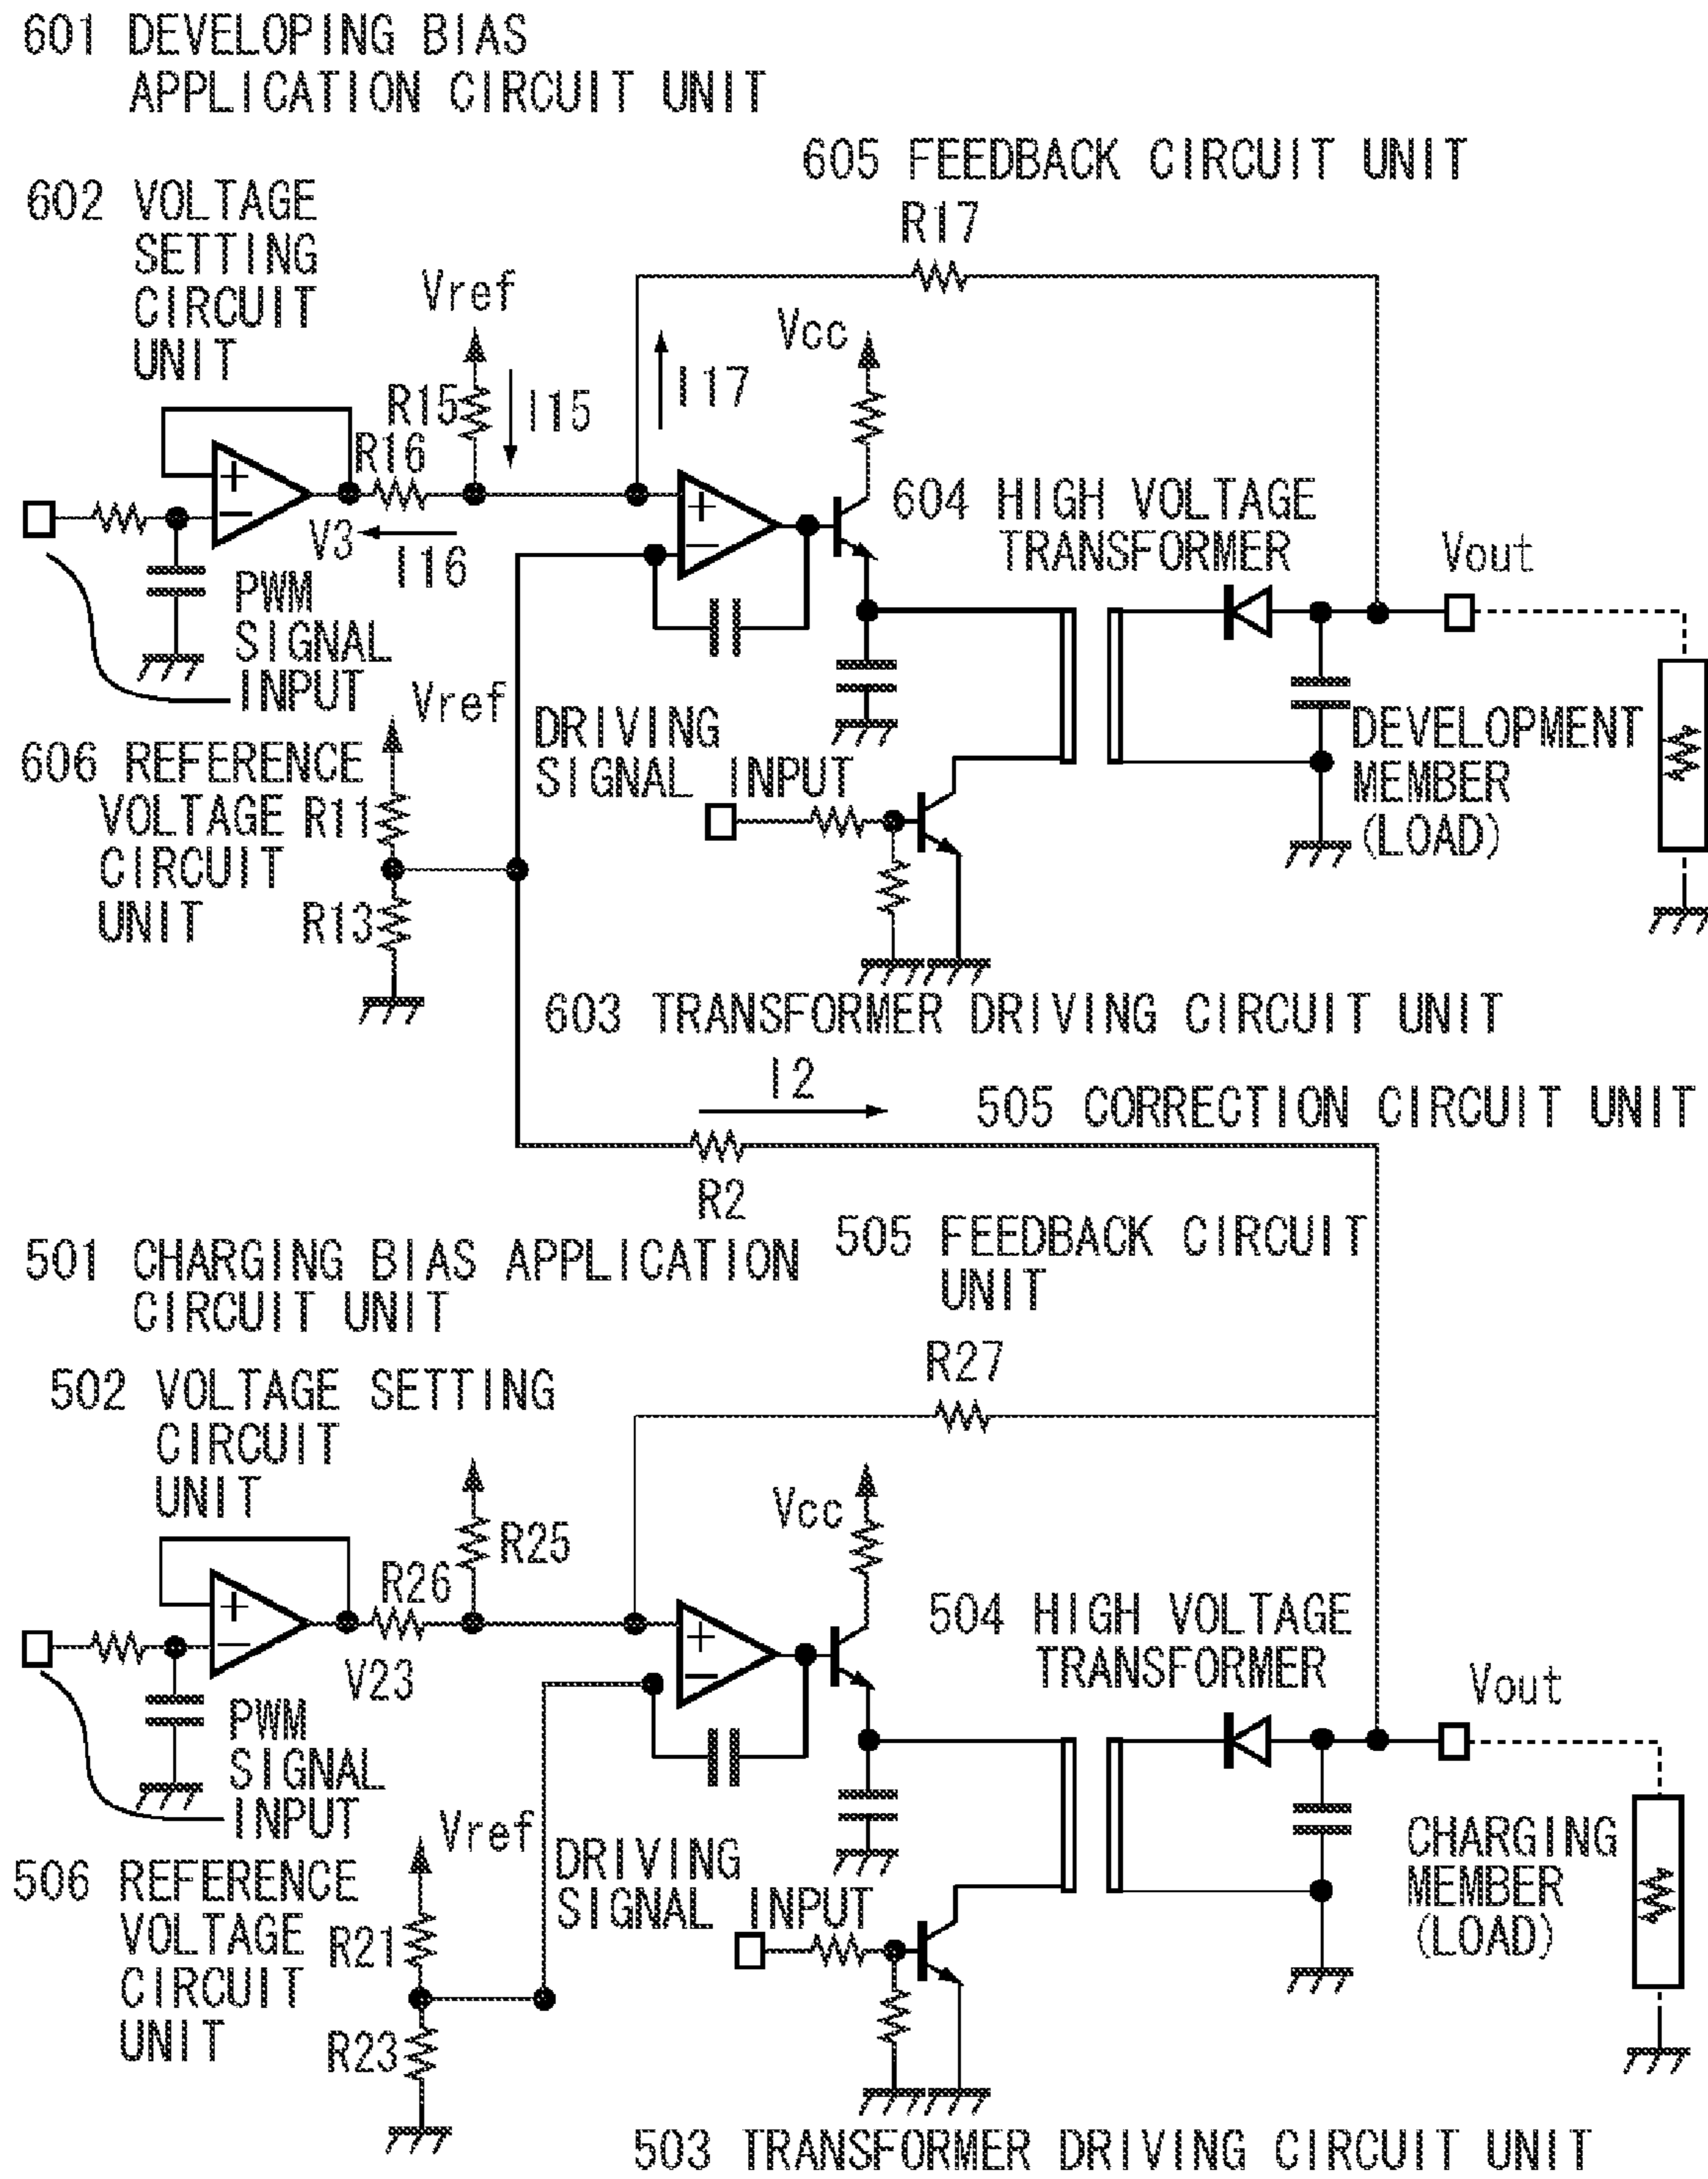 601 DEVELOPING BIAS
APPLICATION CIRCUIT UNIT
605 FEEDBACK CIRCUIT UNIT
602 VOLTAGE
SETTING
CIRCUIT
UNIT
R17
Vref
Vcc
R15
I15
I17
R16
+
−
V3
I16
+
−
604 HIGH VOLTAGE
TRANSFORMER
Vout
PWM
SIGNAL
INPUT
Vref
DRIVING
SIGNAL INPUT
DEVELOPMENT
MEMBER
(LOAD)
606 REFERENCE
VOLTAGE
CIRCUIT
UNIT
R11
R13
603 TRANSFORMER DRIVING CIRCUIT UNIT
I2
505 CORRECTION CIRCUIT UNIT
R2
505 FEEDBACK CIRCUIT
UNIT
501 CHARGING BIAS APPLICATION
CIRCUIT UNIT
R27
502 VOLTAGE SETTING
CIRCUIT
UNIT
Vcc
R25
R26
+
−
V23
+
−
504 HIGH VOLTAGE
TRANSFORMER
Vout
PWM
SIGNAL
INPUT
Vref
DRIVING
SIGNAL INPUT
CHARGING
MEMBER
(LOAD)
506 REFERENCE
VOLTAGE
CIRCUIT
UNIT
R21
R23
503 TRANSFORMER DRIVING CIRCUIT UNIT